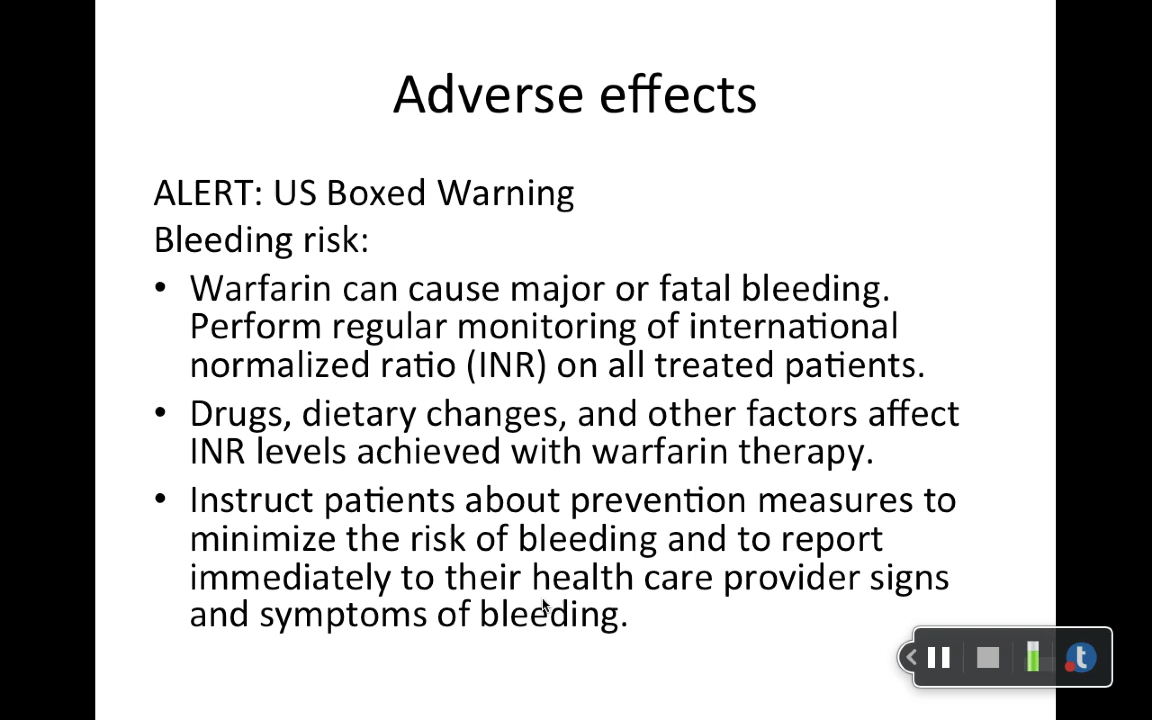 Adverse effects
ALERT: US Boxed Warning
Bleeding risk:
• Warfarin can cause major or fatal bleeding.
Perform regular monitoring of international
normalized ratio (INR) on all treated patients.
• Drugs, dietary changes, and other factors affect
INR levels achieved with warfarin therapy.
• Instruct patients about prevention measures to
minimize the risk of bleeding and to report
immediately to their health care provider signs
and symptoms of bleeding.
t